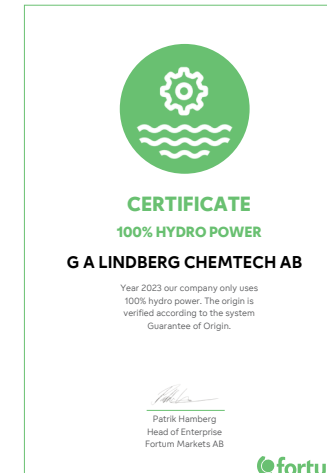 CERTIFICATE
100% HYDRO POWER
G A LINDBERG CHEMTECH AB
Year 2023 our company only uses
100% hydro power. The origin is
verified according to the system
Guarantee of Origin.
Patrik Hamberg
Head of Enterprise
Fortum Markets AB
fortu